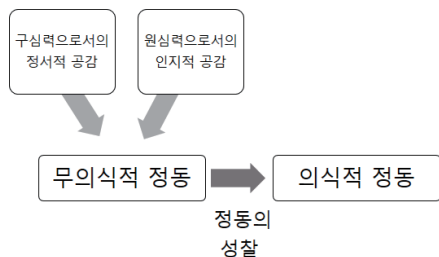 구심력으로서의
정서적 공감
원심력으로서의
인지적 공감
무의식적 정동
의식적 정동
정동의
성찰